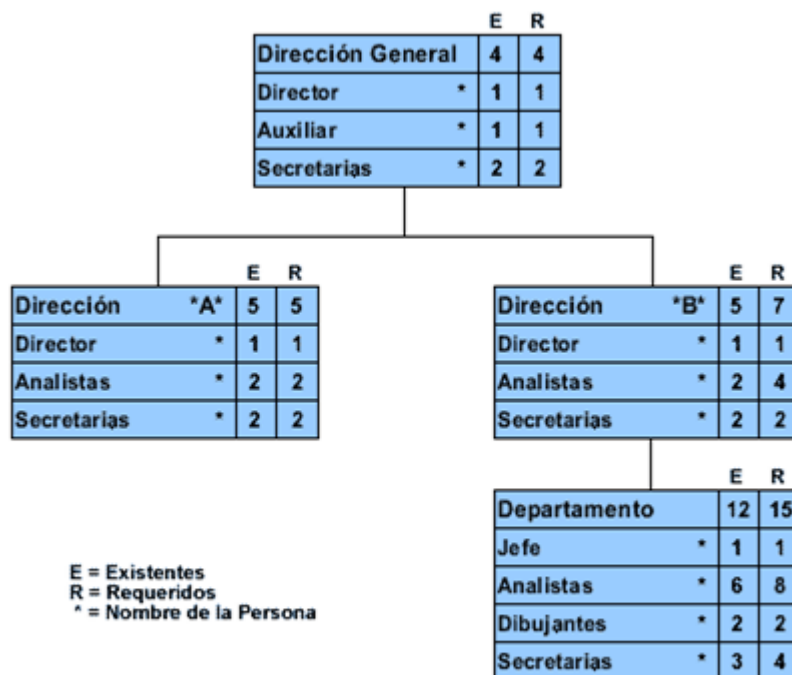 E R
Dirección General 4 4
Director * 1 1
Auxiliar * 1 1
Secretarias * 2 2
E R
Dirección *A* 5 5
Director * 1 1
Analistas * 2 2
Secretarias * 2 2
E R
Dirección *B* 5 7
Director * 1 1
Analistas * 2 4
Secretarias * 2 2
E R
Departamento 12 15
Jefe * 1 1
Analistas * 6 8
Dibujantes * 2 2
Secretarias * 3 4
E = Existentes
R = Requeridos
* = Nombre de la Persona